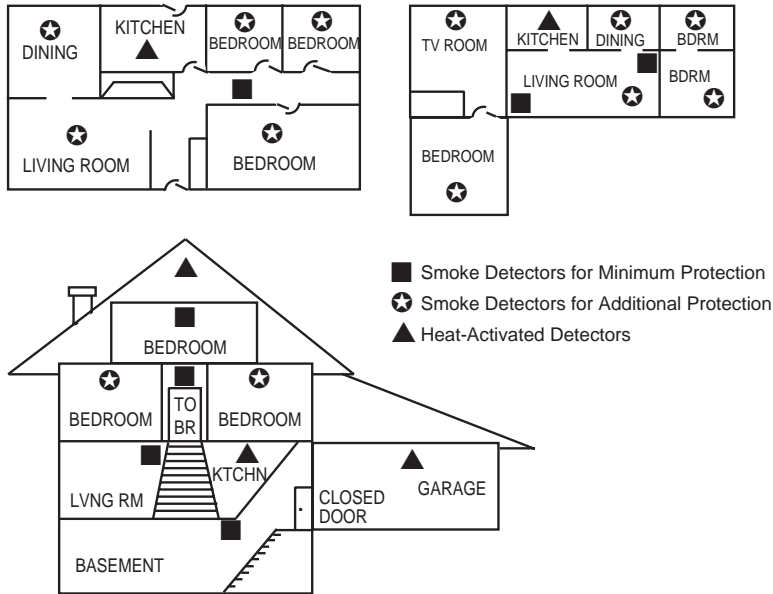 DINING
KITCHEN
BEDROOM
BEDROOM
LIVING ROOM
BEDROOM
TV ROOM
KITCHEN
DINING
BDRM
LIVING ROOM
BDRM
BEDROOM
Smoke Detectors for Minimum Protection
Smoke Detectors for Additional Protection
Heat-Activated Detectors
BEDROOM
BEDROOM
TO
BR
BEDROOM
LVNG RM
KTCHN
CLOSED
DOOR
GARAGE
BASEMENT